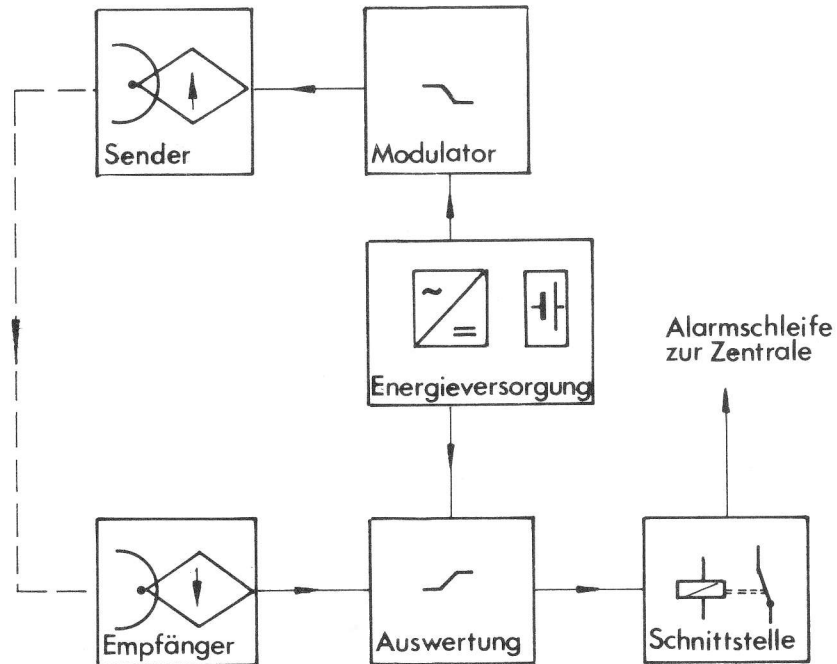 Sender
Modulator
Energieversorgung
Alarmschleife
zur Zentrale
Empfänger
Auswertung
Schnittstelle